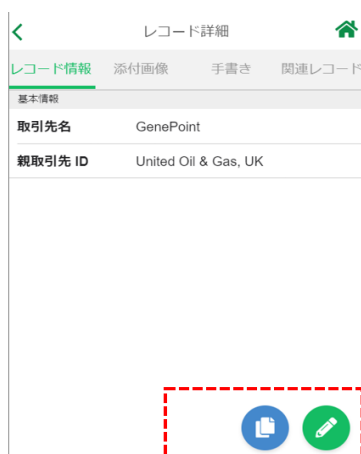 レコード詳細
レコード情報 添付画像 手書き 関連レコード
基本情報
取引先名 GenePoint
親取引先 ID United Oil & Gas, UK